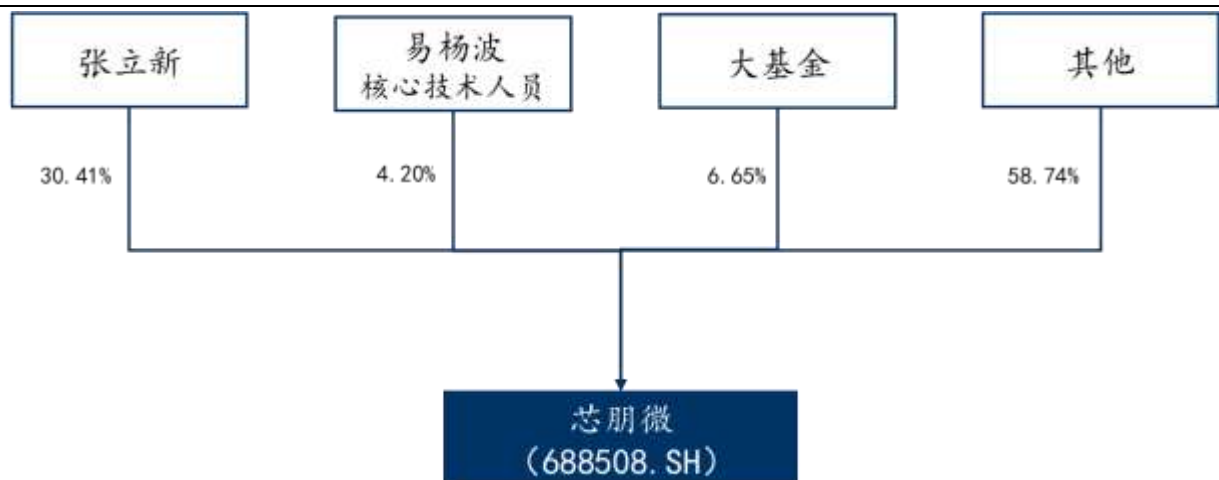 张立新
易杨波
核心技术人员
大基金
其他
30.41%
4.20%
6.65%
58.74%
芯朋微
(688508.SH)